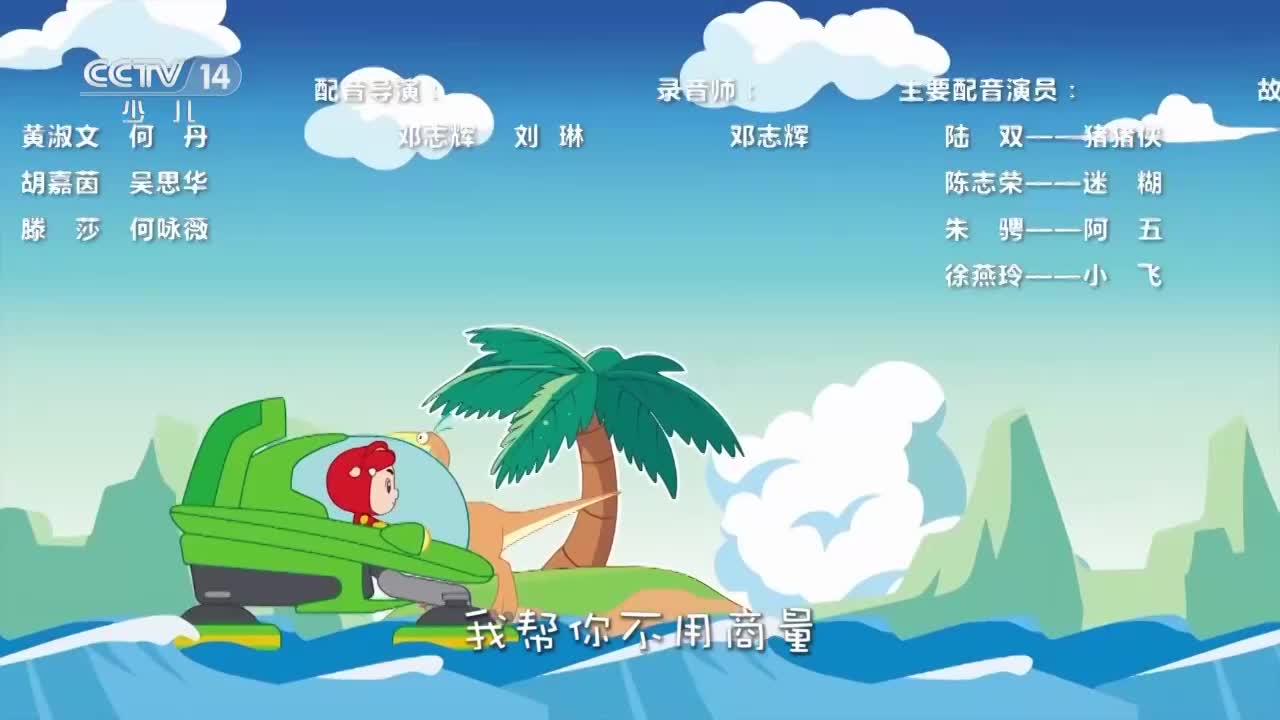 CCTV 14
少儿
黄淑文 何 丹
胡嘉茵 吴思华
滕 莎 何咏薇
配音导演：
邓志辉 刘 琳
录音师：
邓志辉
主要配音演员：
陆 双——猪猪侠
陈志荣——迷 糊
朱 骋——阿 五
徐燕玲——小 飞
故
我帮你不用商量